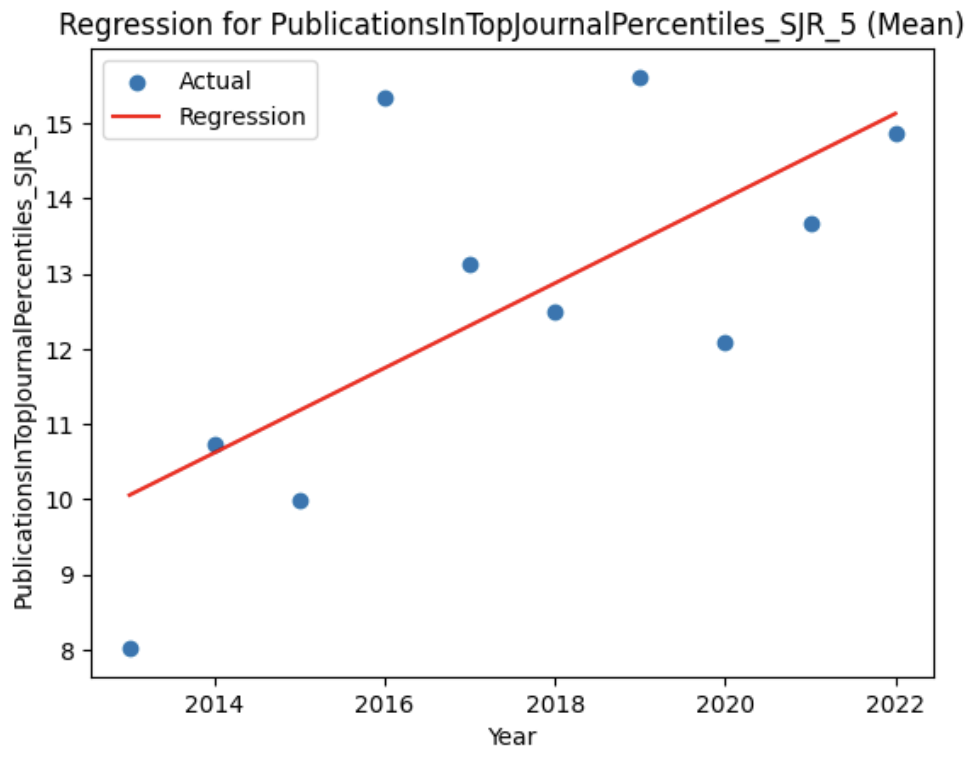 Regression for PublicationsInTopJournalPercentiles_SJR_5 (Mean)
Actual
Regression
PublicationsInTopJournalPercentiles_SJR_5
15
14
13
12
11
10
9
8
2014 2016 2018 2020 2022
Year